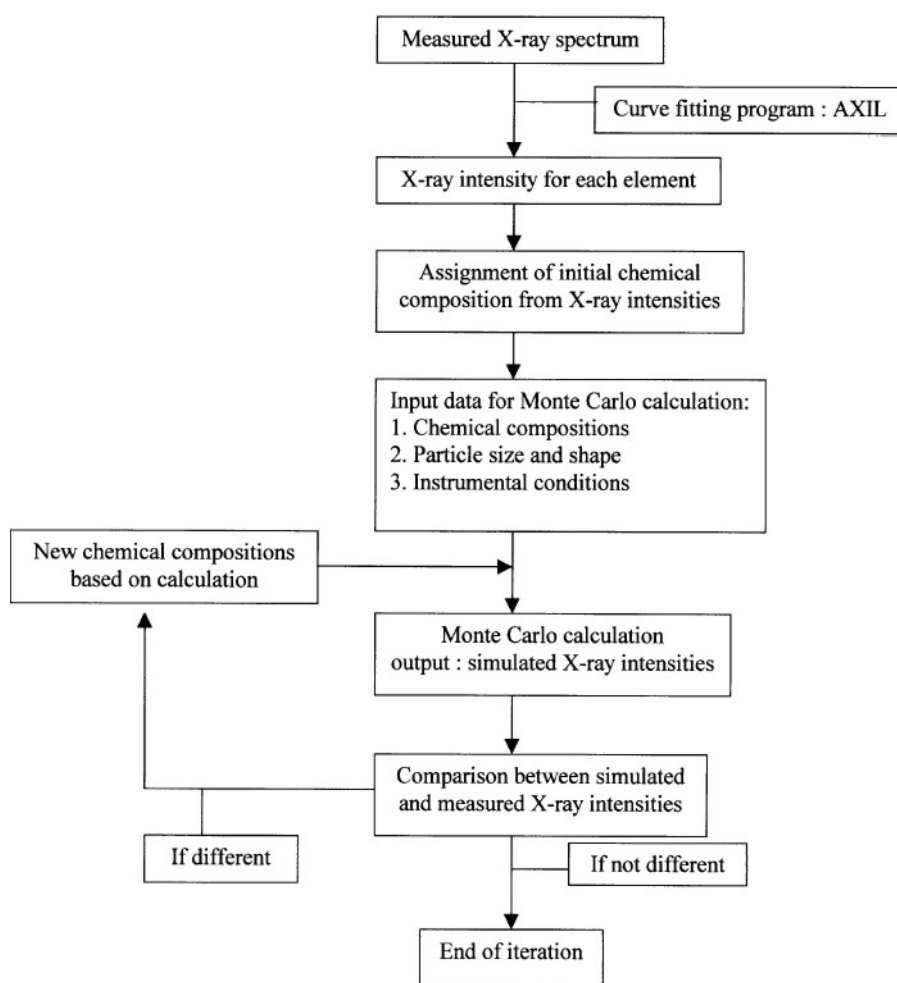 Measured X-ray spectrum
Curve fitting program : AXIL
X-ray intensity for each element
Assignment of initial chemical
composition from X-ray intensities
Input data for Monte Carlo calculation:
1. Chemical compositions
2. Particle size and shape
3. Instrumental conditions
New chemical compositions
based on calculation
Monte Carlo calculation
output : simulated X-ray intensities
Comparison between simulated
and measured X-ray intensities
If different
If not different
End of iteration